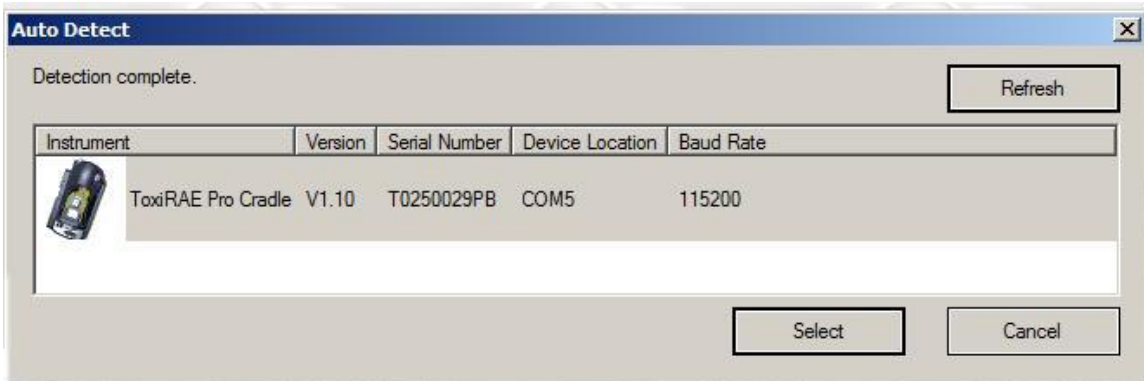 Auto Detect
Detection complete.
Refresh
Instrument Version Serial Number Device Location Baud Rate
ToxiRAE Pro Cradle V1.10 T0250029PB COM5 115200
Select Cancel